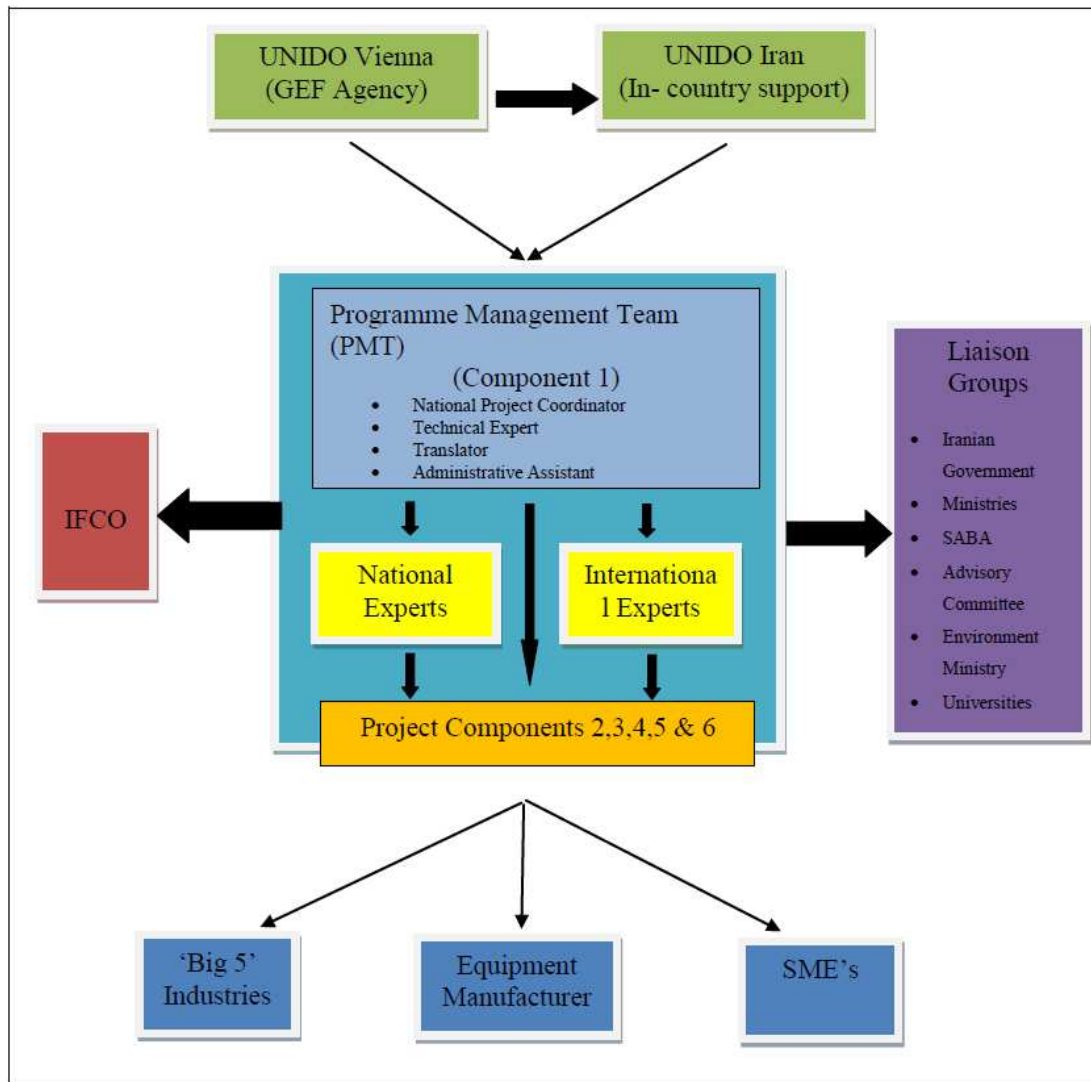 UNIDO Vienna
(GEF Agency)
UNIDO Iran
(In- country support)
Programme Management Team
(PMT)
(Component 1)
• National Project Coordinator
• Technical Expert
• Translator
• Administrative Assistant
IFCO
National
Experts
Internationa
l Experts
Project Components 2,3,4,5 & 6
Liaison
Groups
• Iranian
Government
• Ministries
• SABA
• Advisory
Committee
• Environment
Ministry
• Universities
‘Big 5’
Industries
Equipment
Manufacturer
SME’s